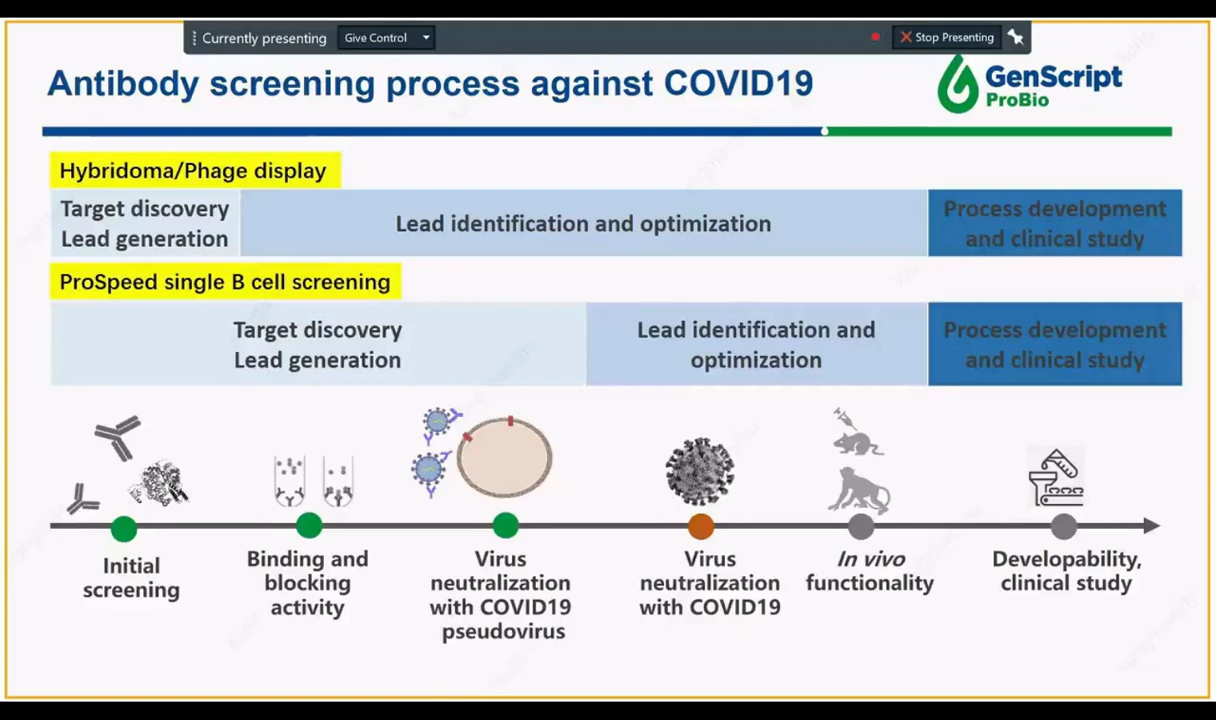 Currently presenting
Give Control
Stop Presenting
Antibody screening process against COVID19
GenScript
ProBio
Hybridoma/Phage display
Target discovery
Lead generation
Lead identification and optimization
Process development
and clinical study
ProSpeed single B cell screening
Target discovery
Lead generation
Lead identification and
optimization
Process development
and clinical study
Initial
screening
Binding and
blocking
activity
Virus
neutralization
with COVID19
pseudovirus
Virus
neutralization
with COVID19
In vivo
functionality
Developability,
clinical study